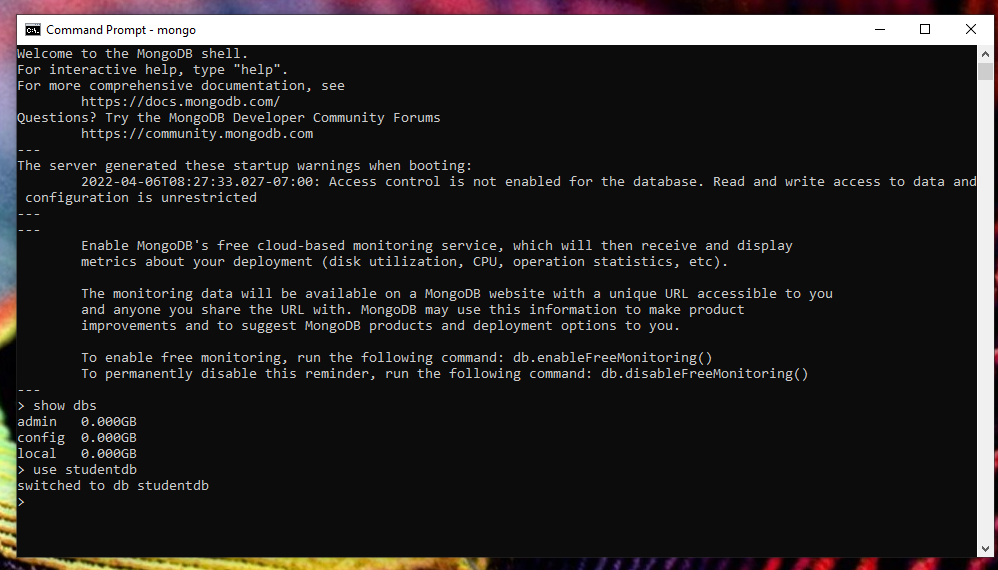 Command Prompt - mongo
Welcome to the MongoDB shell.
For interactive help, type "help".
For more comprehensive documentation, see
        https://docs.mongodb.com/
Questions? Try the MongoDB Developer Community Forums
        https://community.mongodb.com
---
The server generated these startup warnings when booting:
        2022-04-06T08:27:33.027-07:00: Access control is not enabled for the database. Read and write access to data and
 configuration is unrestricted
---
---
        Enable MongoDB's free cloud-based monitoring service, which will then receive and display
        metrics about your deployment (disk utilization, CPU, operation statistics, etc).

        The monitoring data will be available on a MongoDB website with a unique URL accessible to you
        and anyone you share the URL with. MongoDB may use this information to make product
        improvements and to suggest MongoDB products and deployment options to you.

        To enable free monitoring, run the following command: db.enableFreeMonitoring()
        To permanently disable this reminder, run the following command: db.disableFreeMonitoring()
---
> show dbs
admin   0.000GB
config  0.000GB
local   0.000GB
> use studentdb
switched to db studentdb
>